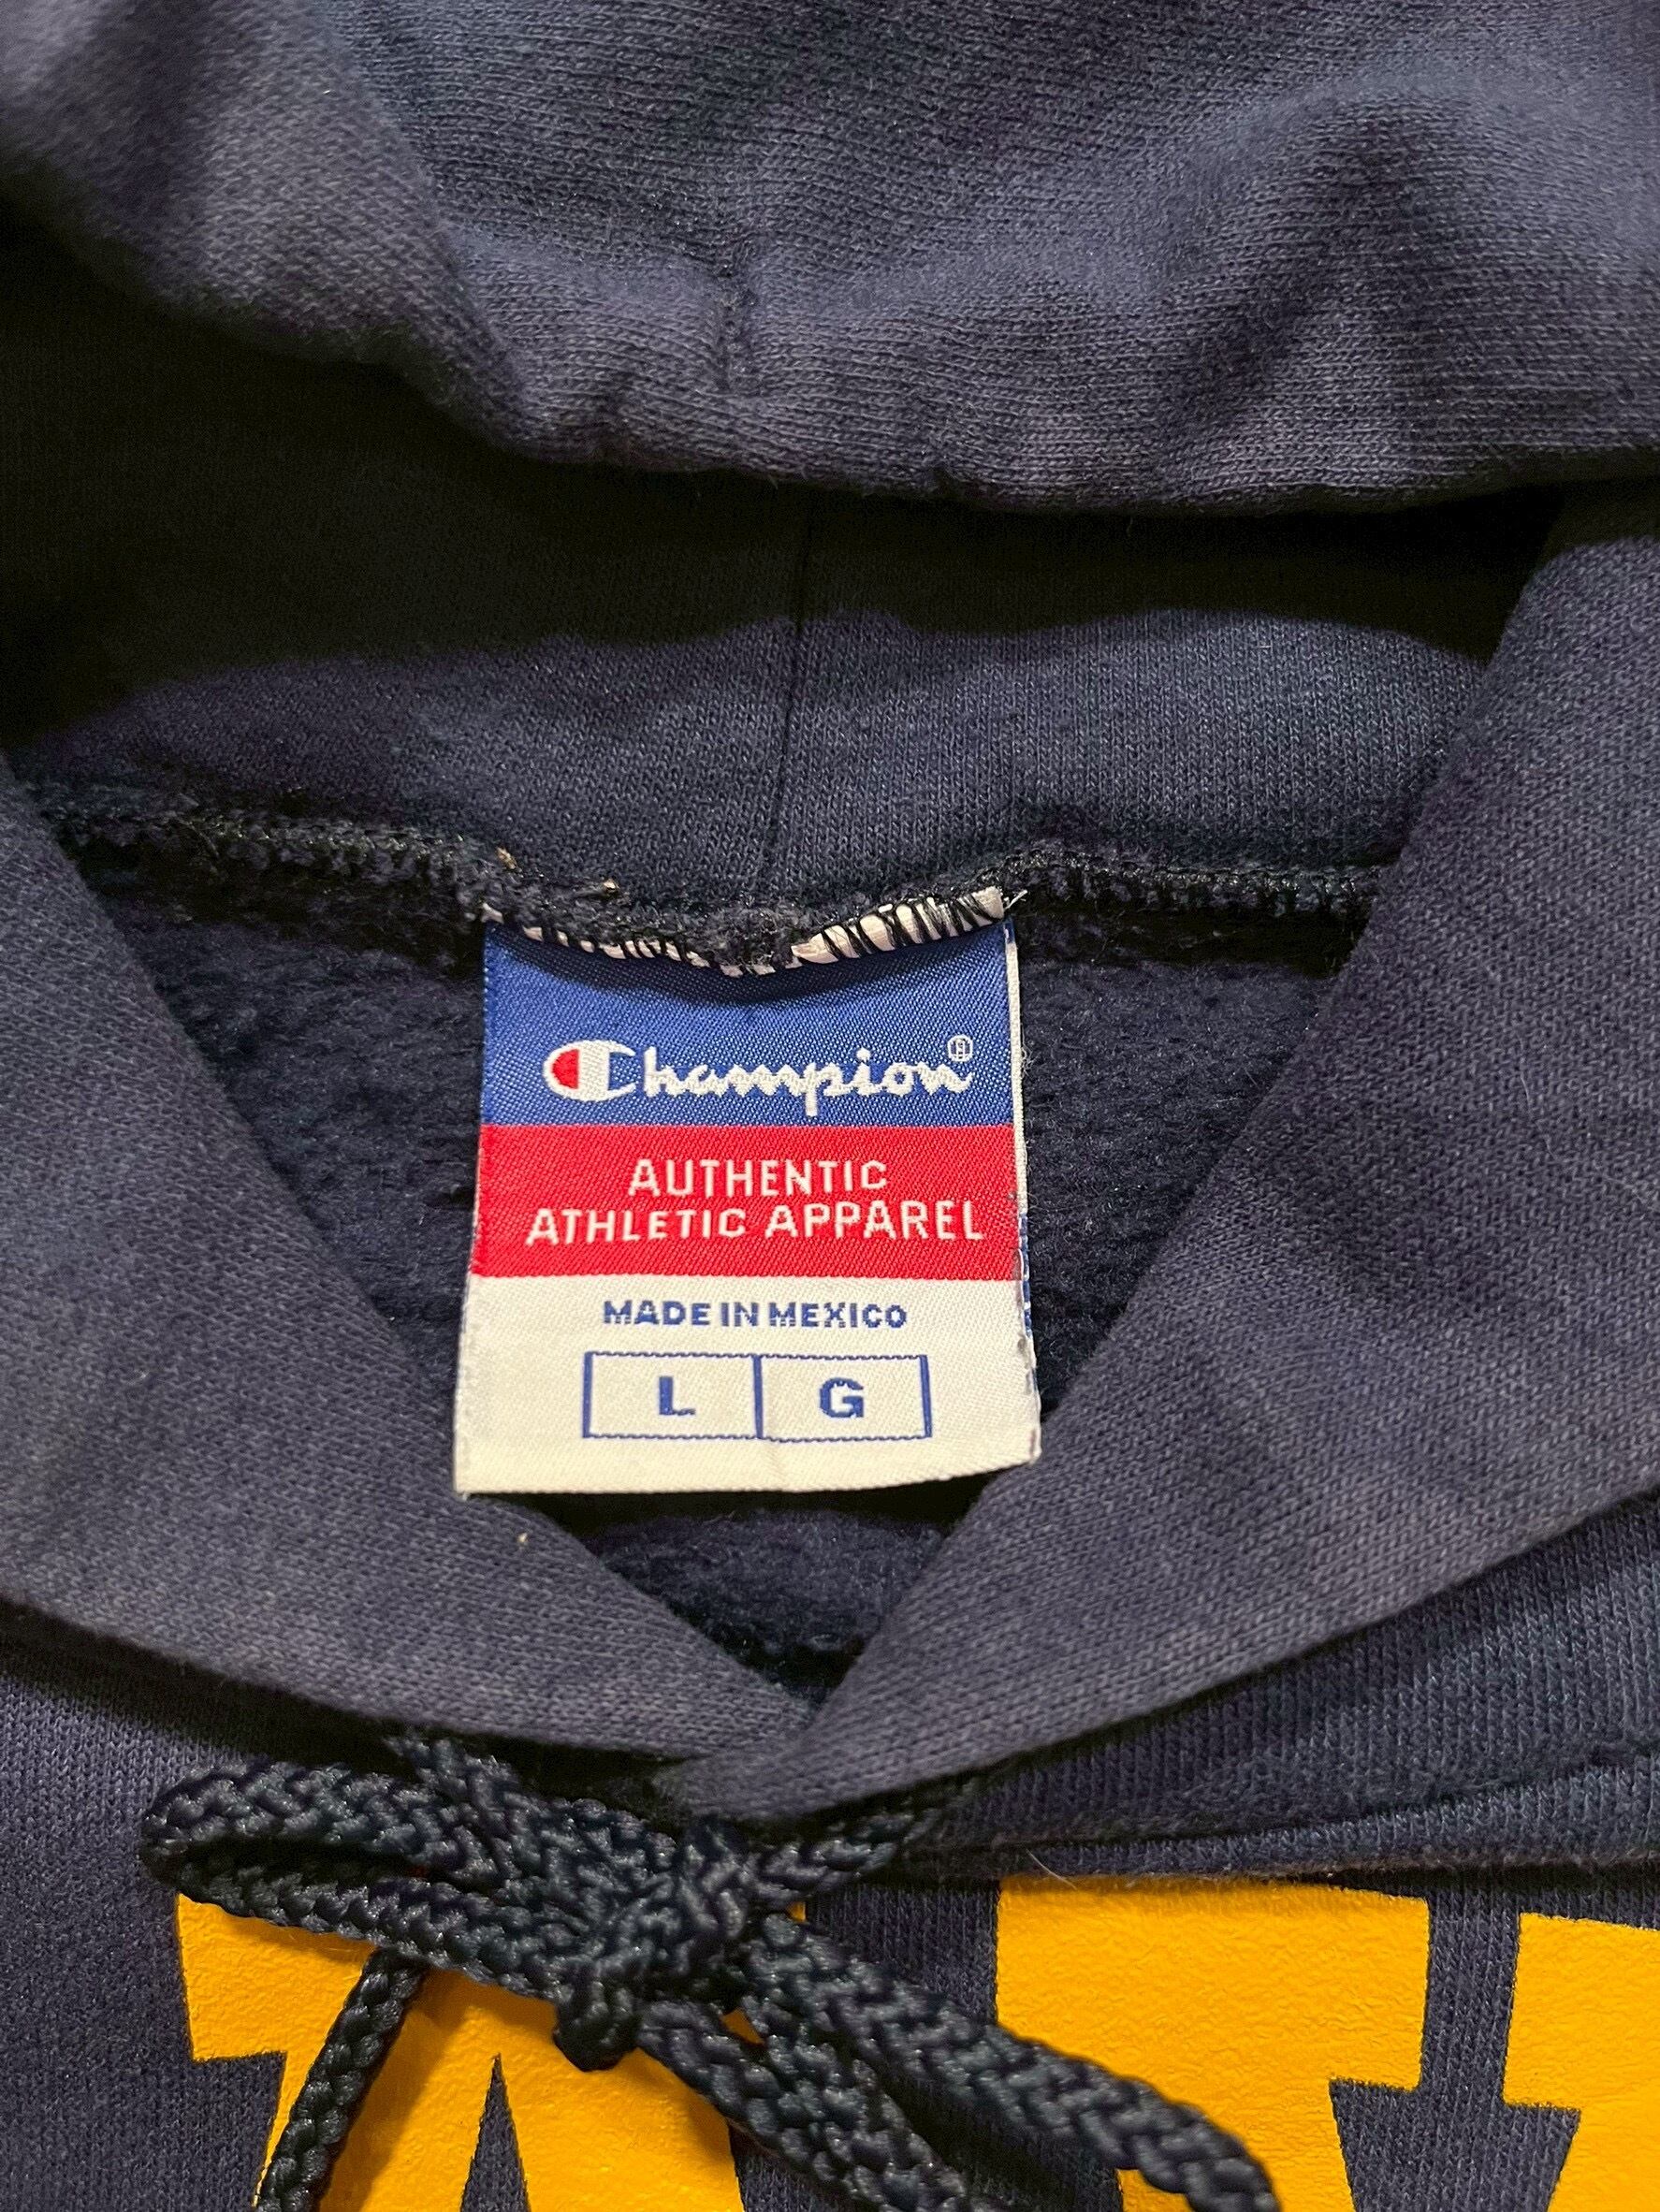 Champion®
AUTHENTIC
ATHLETIC APPAREL
MADE IN MEXICO
L G